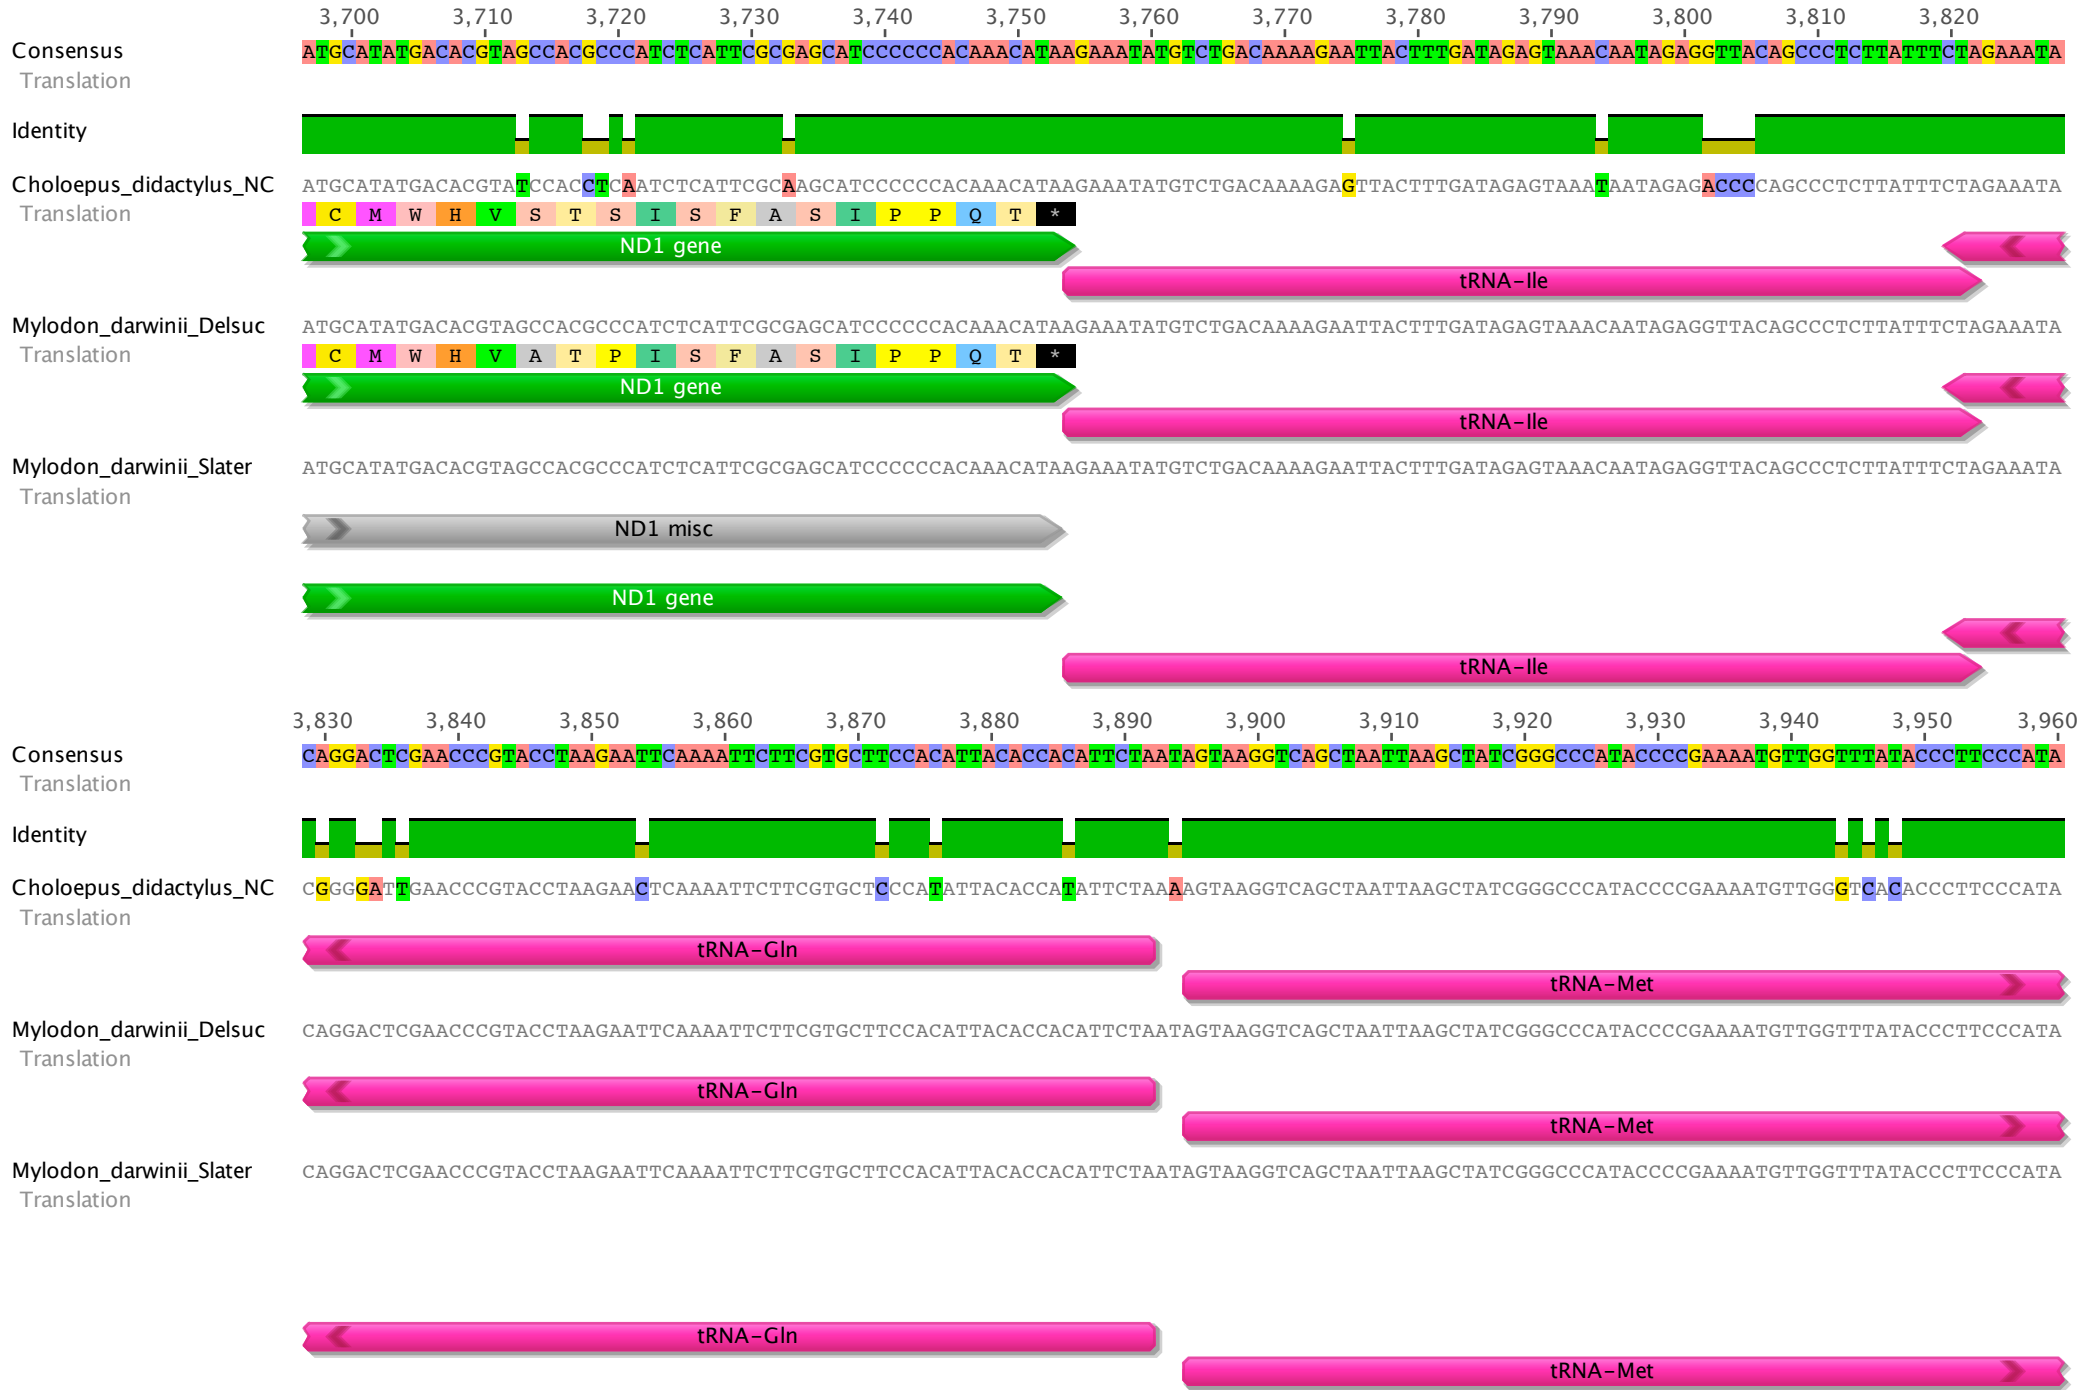 3,700 3,710 3,720 3,730 3,740 3,750 3,760 3,770 3,780 3,790 3,800 3,810 3,820
Consensus ATGCATATGACACGTAGCCACGCCCATCTCATTCGCGAGCATCCCCCCACAAACATAAGAAATATGTCTGACAAAAGAATTACTTTGATAGAGTAAACAATAGAGGTTACAGCCCTCTTATTTCTAGAAATA
Translation
Identity
Choloepus_didactylus_NC ATGCATATGACACGTATCCACCTCAATCTCATTCGCAAGCATCCCCCCACAAACATAAGAAATATGTCTGACAAAAGAGTTACTTTGATAGAGTAAATAATAGAGACCCCAGCCCTCTTATTTCTAGAAATA
Translation C M W H V S T S I S F A S I P P Q T *
ND1 gene
tRNA-Ile
Mylodon_darwinii_Delsuc ATGCATATGACACGTAGCCACGCCCATCTCATTCGCGAGCATCCCCCCACAAACATAAGAAATATGTCTGACAAAAGAATTACTTTGATAGAGTAAACAATAGAGGTTACAGCCCTCTTATTTCTAGAAATA
Translation C M W H V A T P I S F A S I P P Q T *
ND1 gene
tRNA-Ile
Mylodon_darwinii_Slater ATGCATATGACACGTAGCCACGCCCATCTCATTCGCGAGCATCCCCCCACAAACATAAGAAATATGTCTGACAAAAGAATTACTTTGATAGAGTAAACAATAGAGGTTACAGCCCTCTTATTTCTAGAAATA
Translation
ND1 misc
ND1 gene
tRNA-Ile
3,830 3,840 3,850 3,860 3,870 3,880 3,890 3,900 3,910 3,920 3,930 3,940 3,950 3,960
Consensus CAGGACTCGAACCCGTACCTAAGAATTCAAAATTCTTCGTGCTTCCACATTACACCACATTCTAATAGTAAGGTCAGCTAATTAAGCTATCGGGCCCATACCCCGAAAATGTTGGTTTATACCCTTCCCATA
Translation
Identity
Choloepus_didactylus_NC CGGGGATTGAACCCGTACCTAAGAACTCAAAATTCTTCGTGCTCCCATATTACACCATATTCTAAAAGTAAGGTCAGCTAATTAAGCTATCGGGCCCATACCCCGAAAATGTTGGGTCACACCCTTCCCATA
Translation
tRNA-Gln
tRNA-Met
Mylodon_darwinii_Delsuc CAGGACTCGAACCCGTACCTAAGAATTCAAAATTCTTCGTGCTTCCACATTACACCACATTCTAATAGTAAGGTCAGCTAATTAAGCTATCGGGCCCATACCCCGAAAATGTTGGTTTATACCCTTCCCATA
Translation
tRNA-Gln
tRNA-Met
Mylodon_darwinii_Slater CAGGACTCGAACCCGTACCTAAGAATTCAAAATTCTTCGTGCTTCCACATTACACCACATTCTAATAGTAAGGTCAGCTAATTAAGCTATCGGGCCCATACCCCGAAAATGTTGGTTTATACCCTTCCCATA
Translation
tRNA-Gln
tRNA-Met